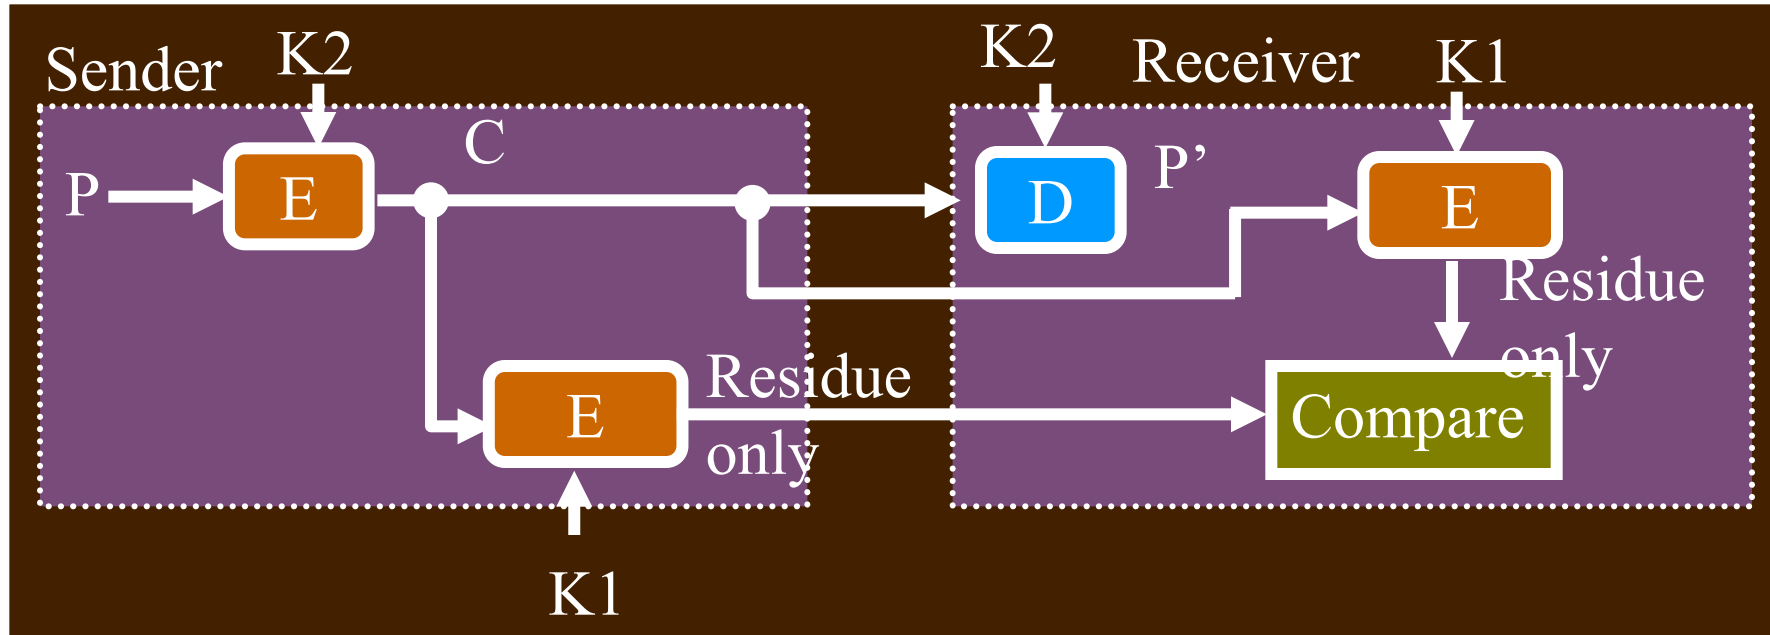 Sender
K2
K2
Receiver
K1
C
P
E
D
P’
E
Residue
only
E
Residue
only
Compare
K1